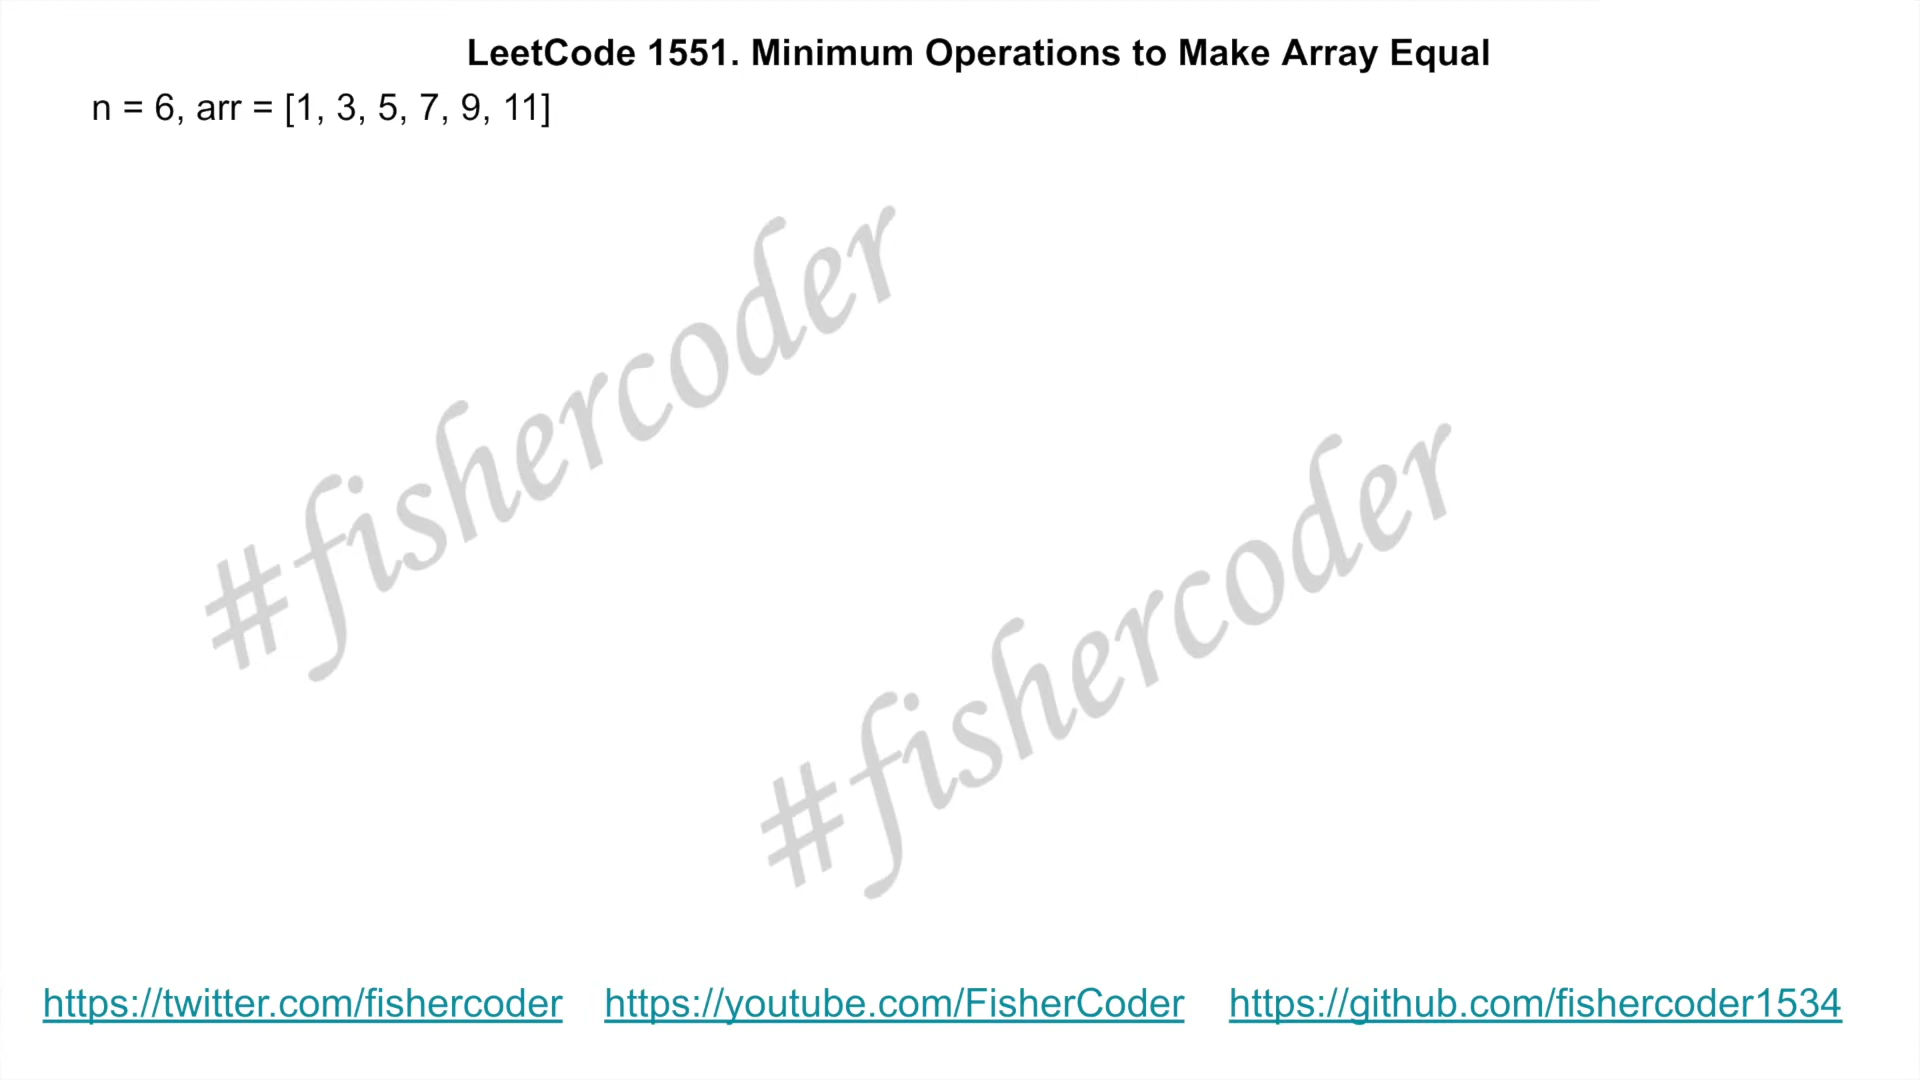 LeetCode 1551. Minimum Operations to Make Array Equal
n = 6, arr = [1, 3, 5, 7, 9, 11]
#fishercoder
#fishercoder
https://twitter.com/fishercoder https://youtube.com/FisherCoder https://github.com/fishercoder1534